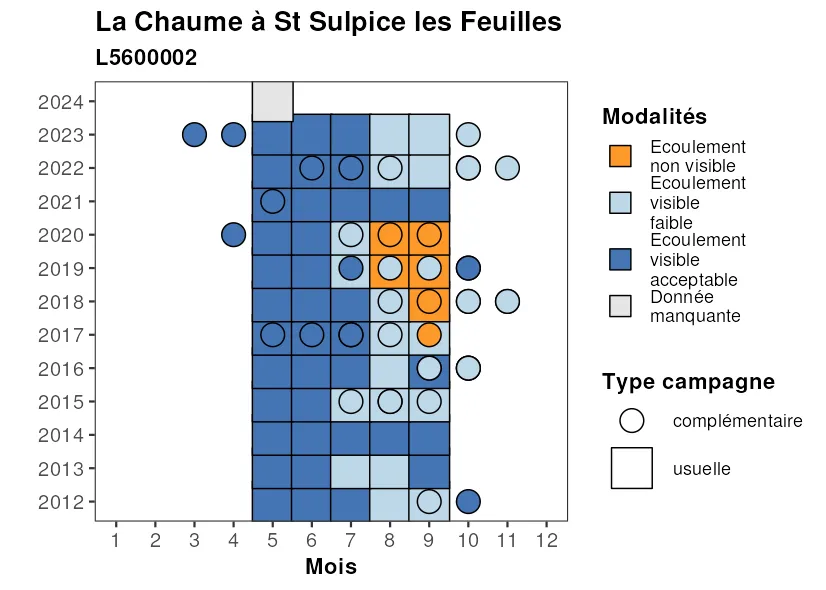 La Chaume à St Sulpice les Feuilles
L5600002
2024
2023
2022
2021
2020
2019
2018
2017
2016
2015
2014
2013
2012
1 2 3 4 5 6 7 8 9 10 11 12
Mois
Modalités
Ecoulement
non visible
Ecoulement
visible
faible
Ecoulement
visible
acceptable
Donnée
manquante
Type campagne
complémentaire
usuelle